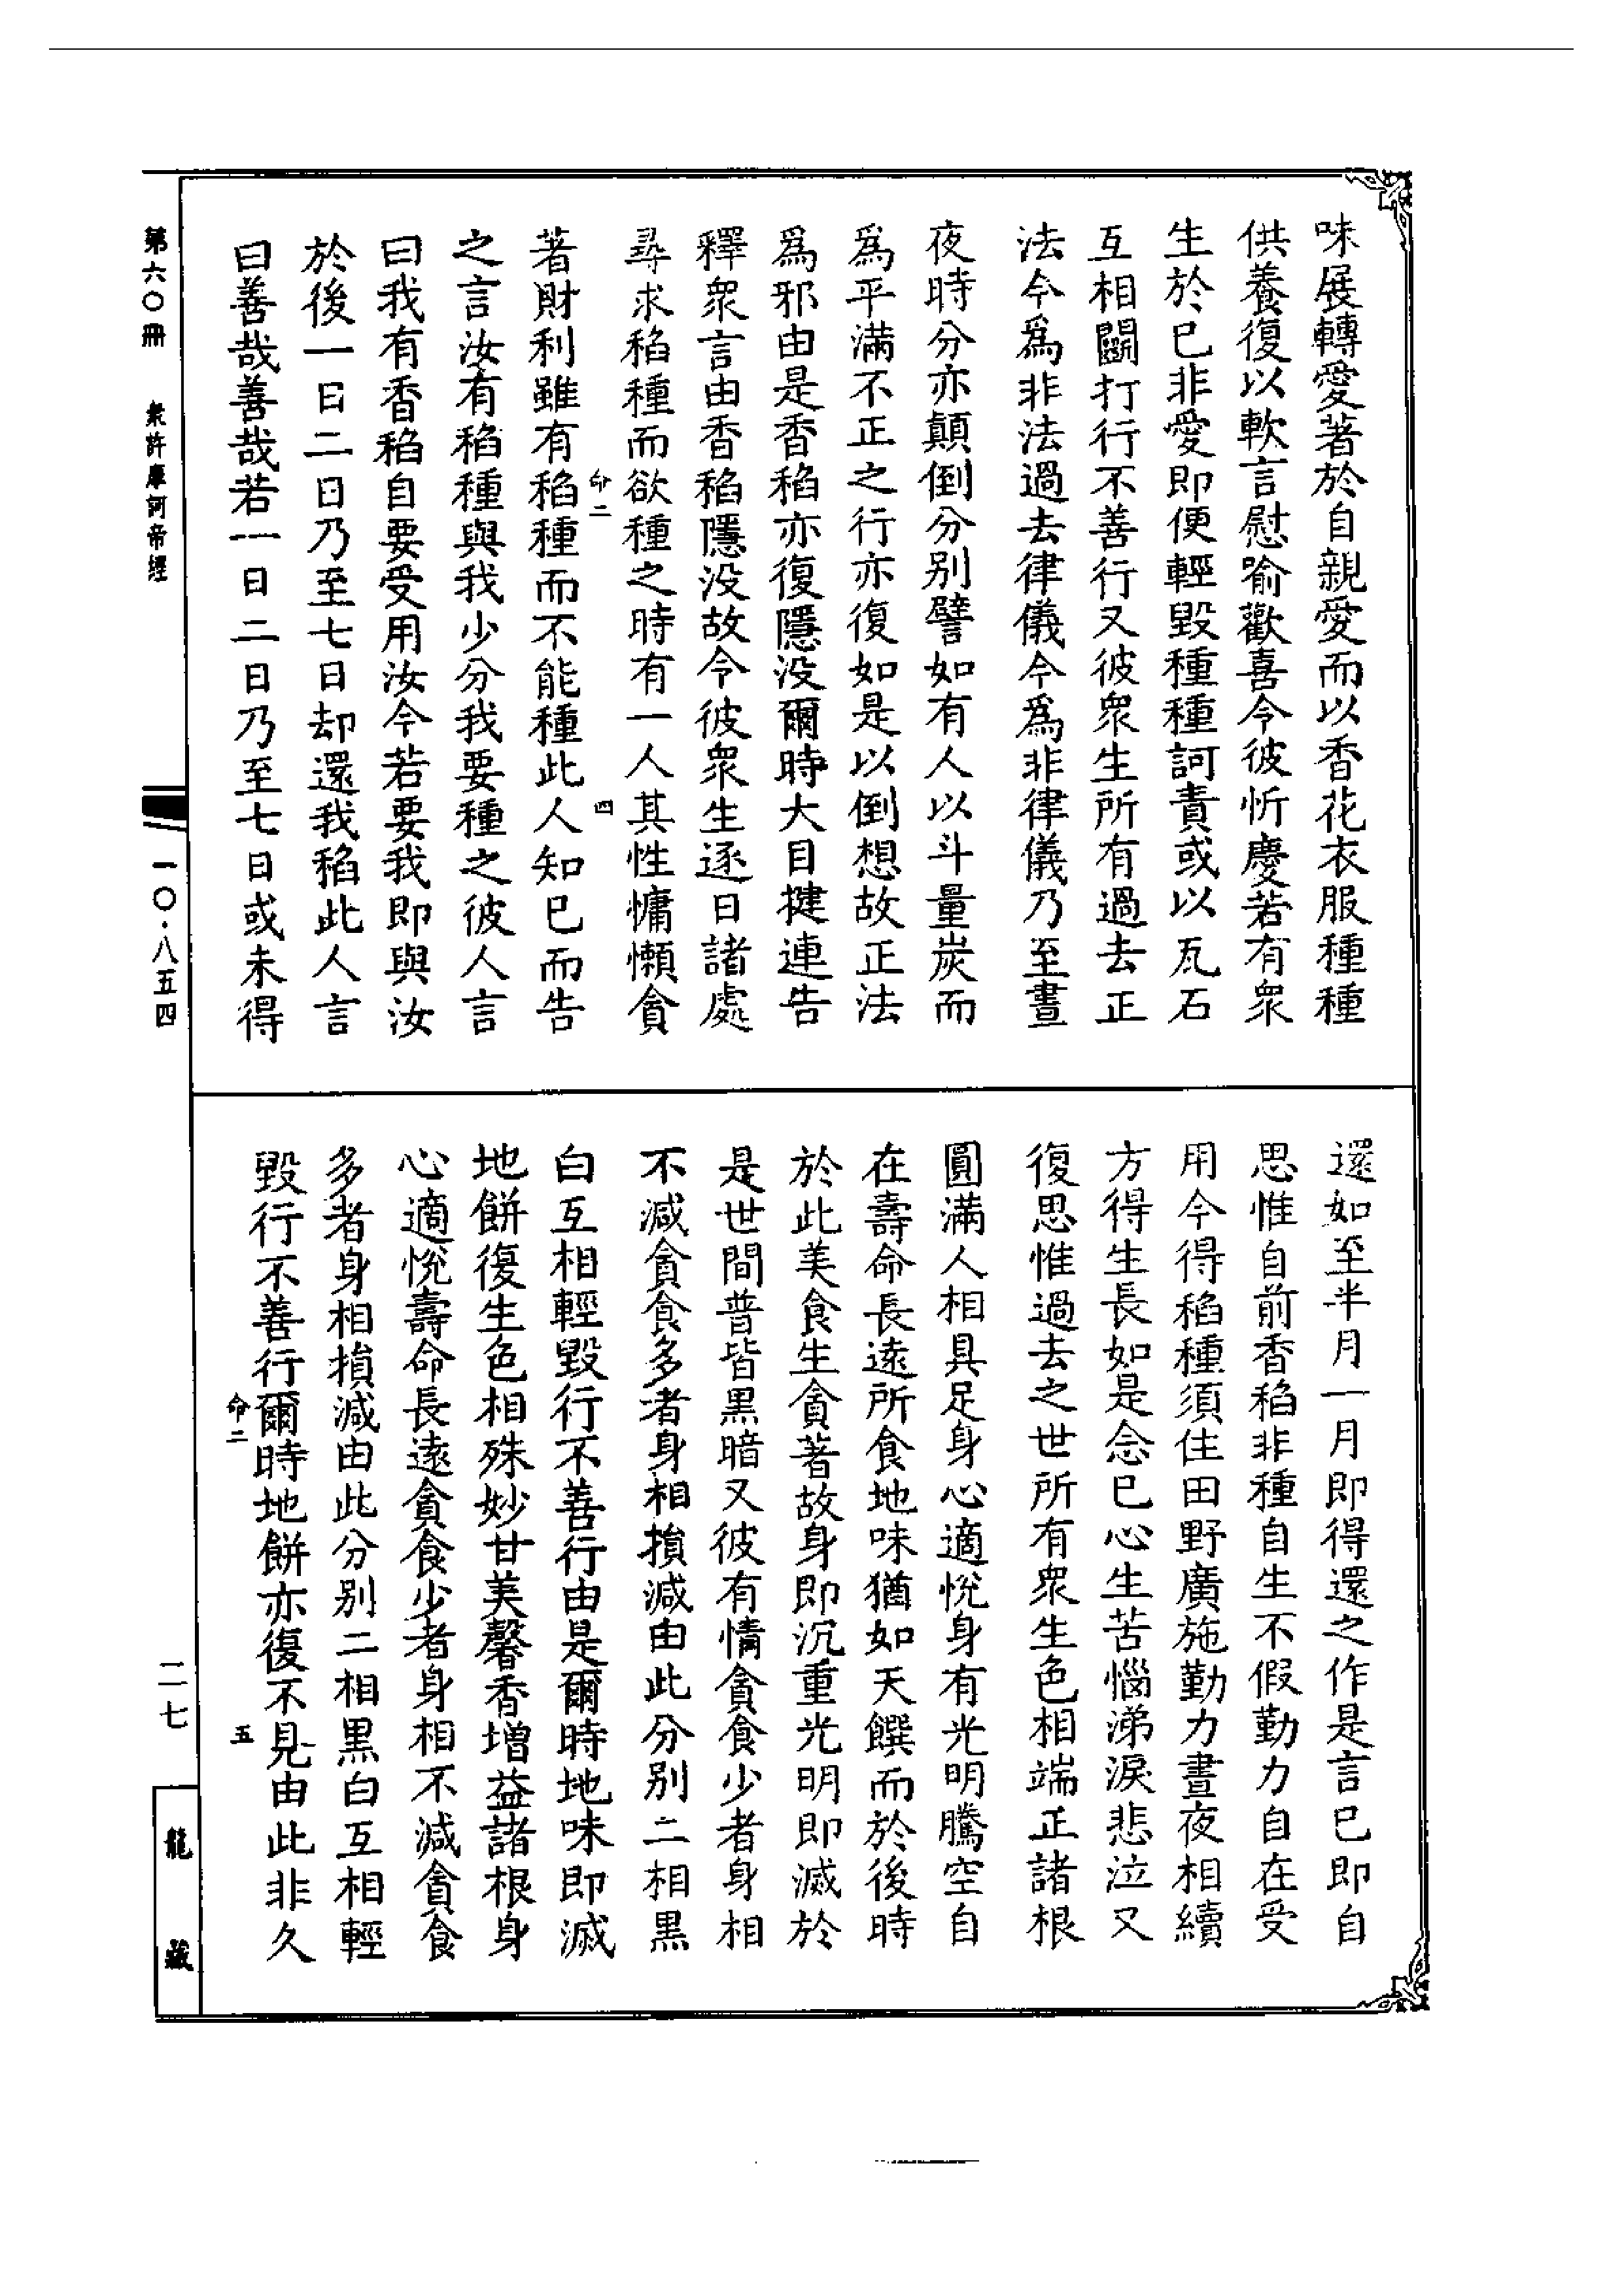 味展轉愛著於自親愛而以香花衣服種種
供養復以軟言慰喻歡喜今彼忻慶若有衆
生於已非愛即便輕毀種種訶責或以瓦石
互相鬭打行不善行又彼衆生所有過去正
法今爲非法過去律儀今爲非律儀乃至晝
夜時分亦顛倒分別譬如有人以斗量炭而
爲平滿不正之行亦復如是以倒想故正法
爲邪由是香稻亦復隱没爾時大目揵連告
釋衆言由香稻隱没故今彼衆生逐日諸處
尋求稻種而欲種之時有一人其性慵懶貪
命二
四
著財利雖有稻種而不能種此人知已而告
之言汝有稻種與我少分我要種之彼人言
曰我有香稻自要受用汝今若要我即與汝
於後一日二日乃至七日却還我稻此人言
曰善哉善哉若一日二日乃至七日或未得
還如至半月一月即得還之作是言已即自
思惟自前香稻非種自生不假勤力自在受
用今得稻種須住田野廣施勤力晝夜相續
方得生長如是念已心生苦惱涕淚悲泣又
復思惟過去之世所有衆生色相端正諸根
圓滿人相具足身心適悅身有光明騰空自
在壽命長遠所食地味猶如天饌而於後時
於此美食生貪著故身即沉重光明即滅於
是世間普皆黑暗又彼有情貪食少者身相
不減貪食多者身相損減由此分別二相黑
白互相輕毀行不善行由是爾時地味即滅
地餅復生色相殊妙甘美馨香增益諸根身
心適悅壽命長遠貪食少者身相不減貪食
多者身相損減由此分別二相黑白互相輕
毀行不善行爾時地餅亦復不見由此非久
命二
五
第六〇冊
衆許摩訶帝經
一〇·八五四
二七
龍藏